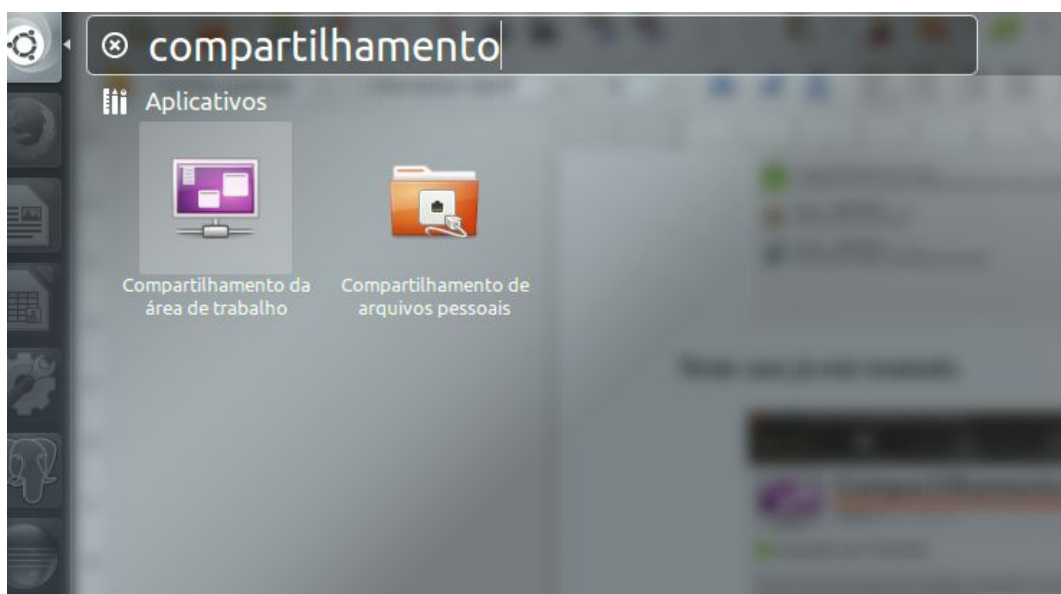 compartilhamento
Aplicativos
Compartilhamento da
área de trabalho
Compartilhamento de
arquivos pessoais